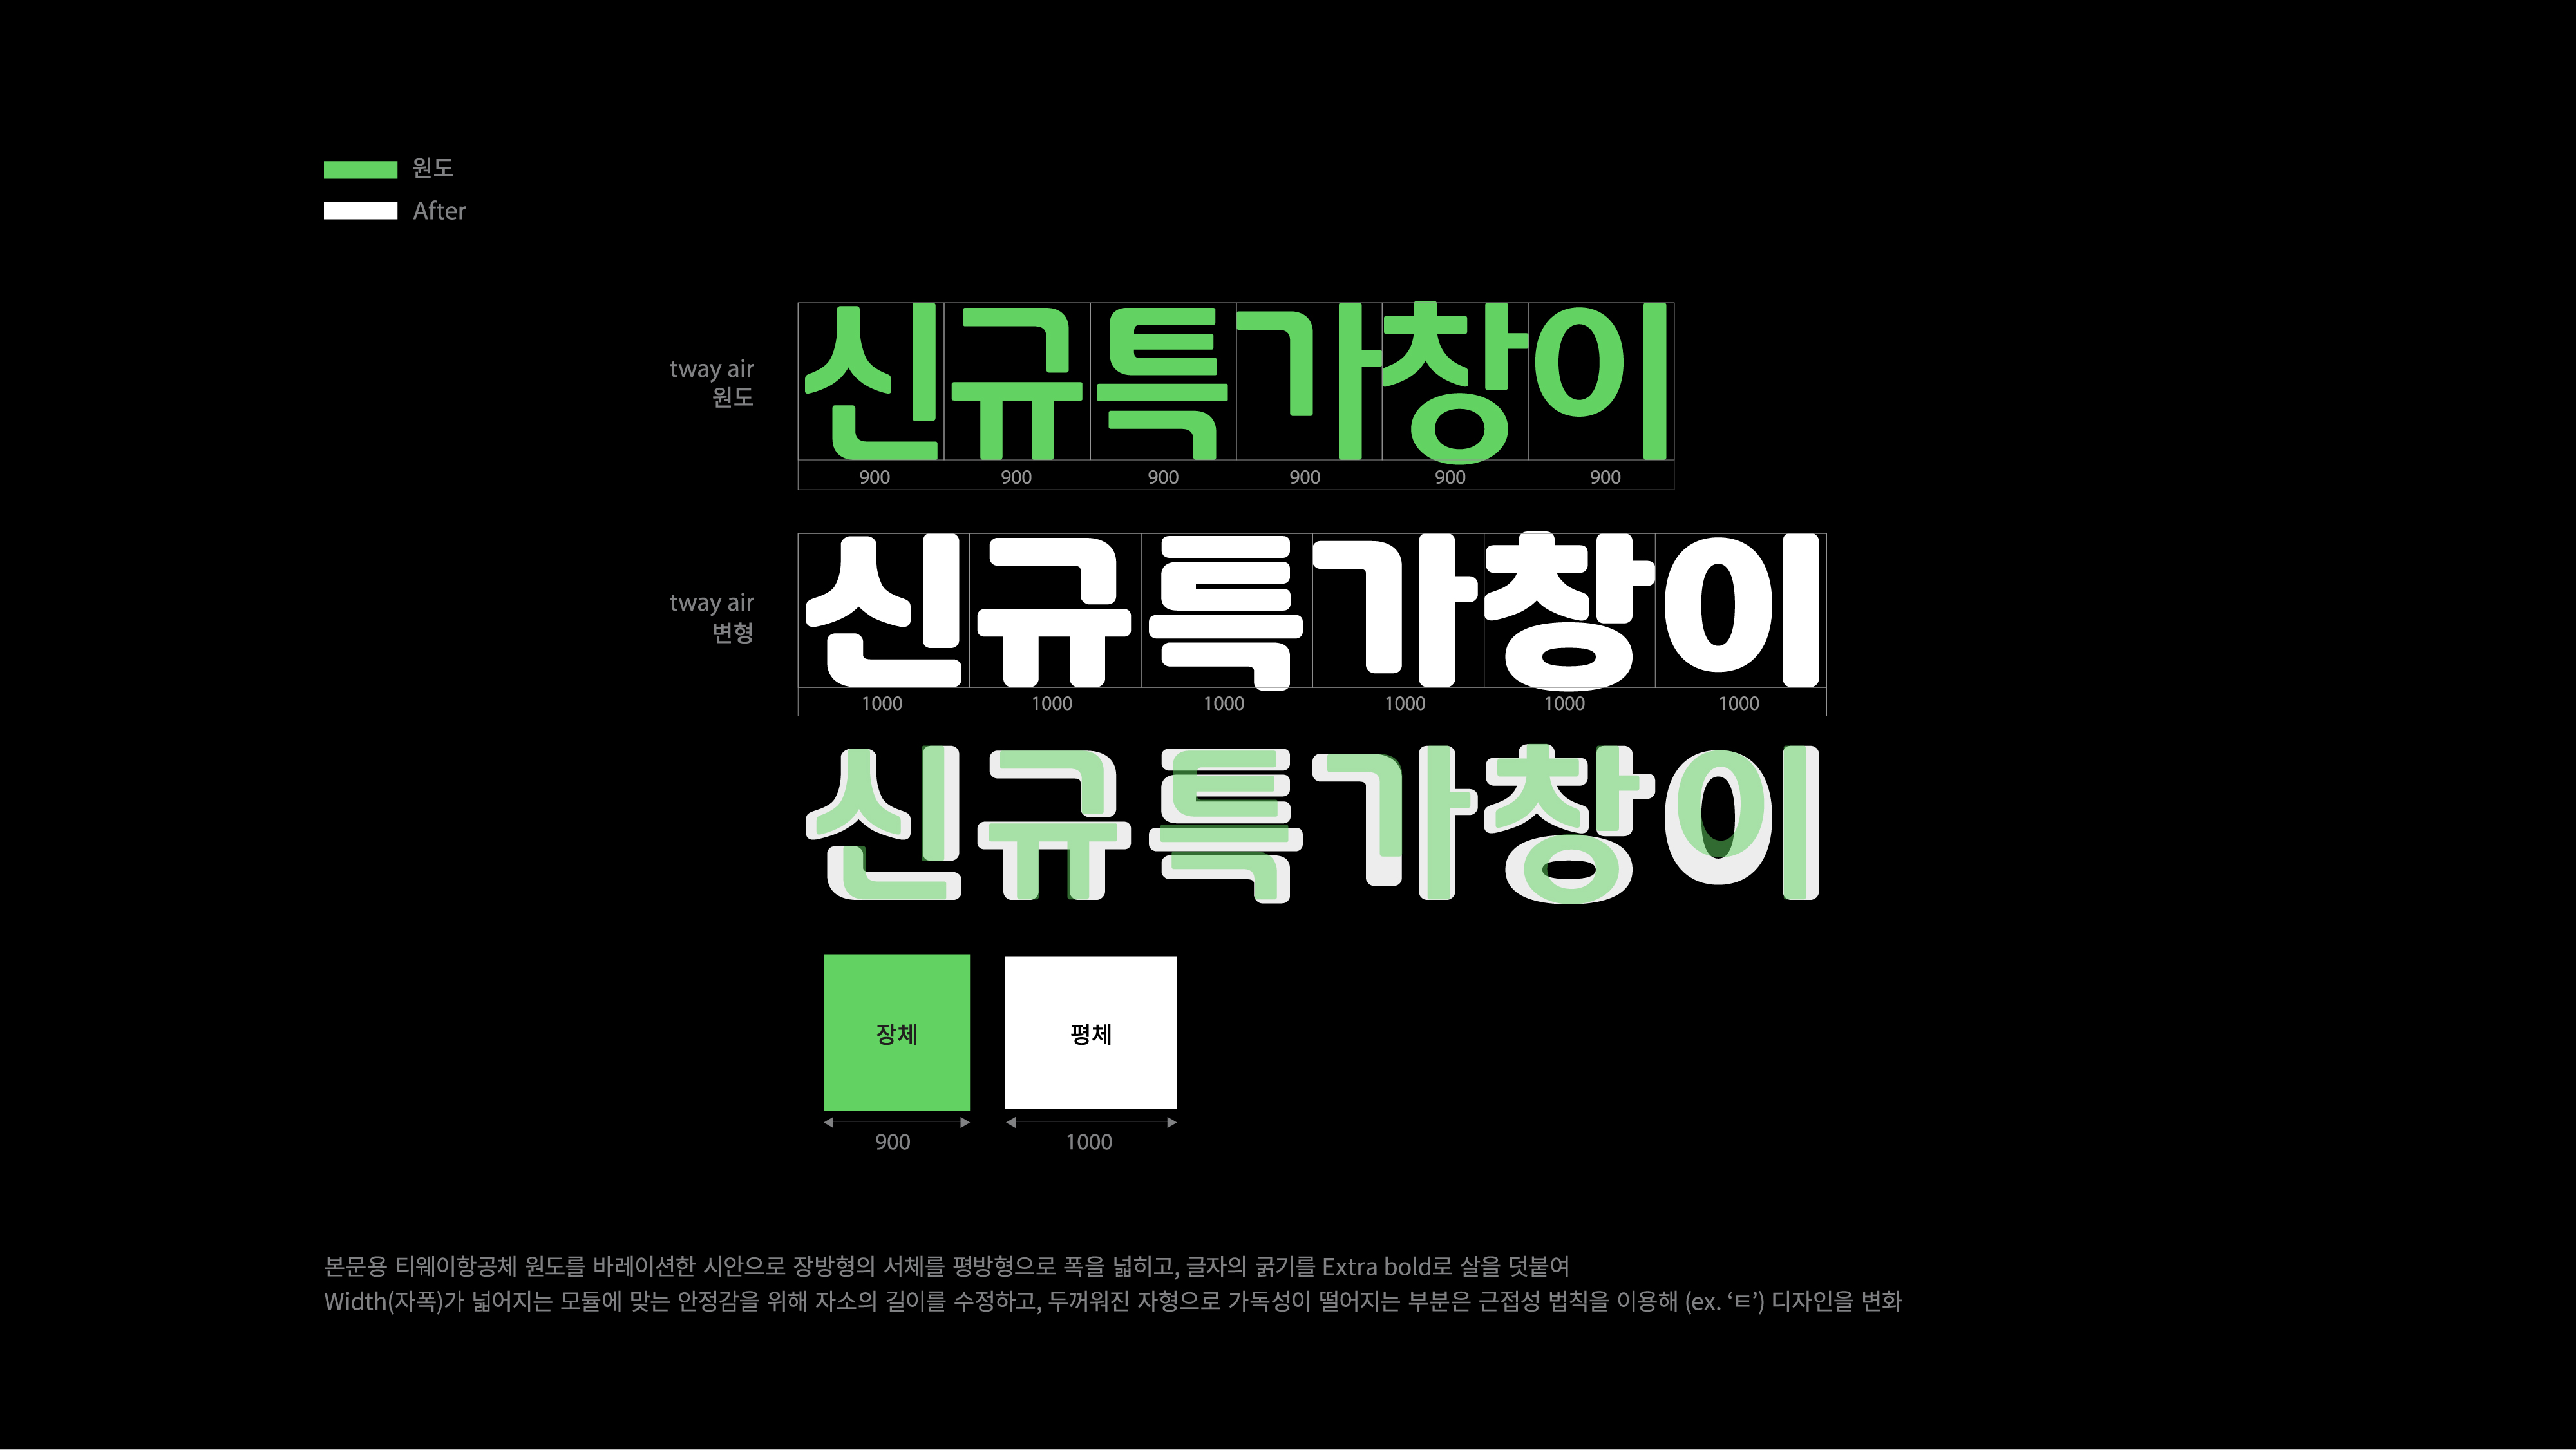 원도
After
tway air
원도
신규특가창이
900 900 900 900 900 900
tway air
변형
신규특가창이
1000 1000 1000 1000 1000 1000
신규특가창이
장체 평체
900 1000
본문용 티웨이항공체 원도를 바레이션한 시안으로 장방형의 서체를 평방형으로 폭을 넓히고, 글자의 굵기를 Extra bold로 살을 덧붙여
Width(자폭)가 넓어지는 모듈에 맞는 안정감을 위해 자소의 길이를 수정하고, 두꺼워진 자형으로 가독성이 떨어지는 부분은 근접성 법칙을 이용해 (ex. ‘ㅌ’) 디자인을 변화